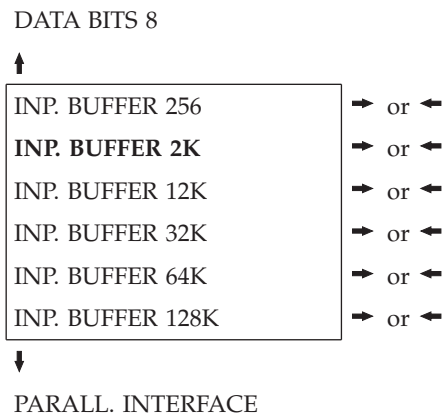 DATA BITS 8
INP. BUFFER 256 or
INP. BUFFER 2K or
INP. BUFFER 12K or
INP. BUFFER 32K or
INP. BUFFER 64K or
INP. BUFFER 128K or
PARALL. INTERFACE